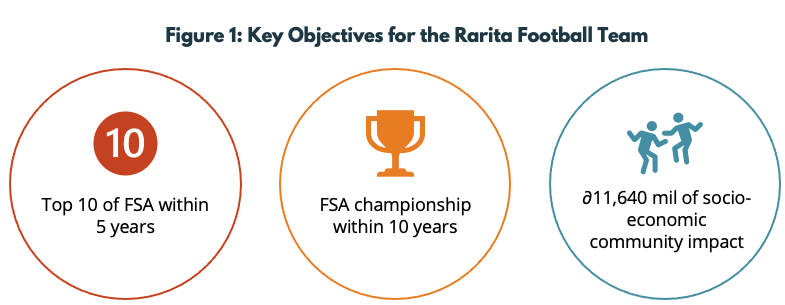 Figure 1: Key Objectives for the Rarita Football Team
10
Top 10 of FSA within
5 years
FSA championship
within 10 years
∂11,640 mil of socio-
economic
community impact